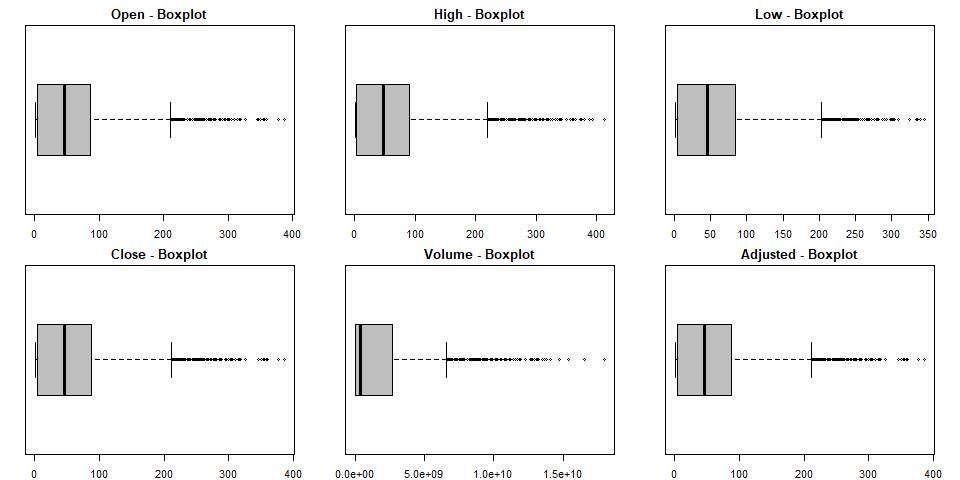 Open - Boxplot
0 100 200 300 400
High - Boxplot
0 100 200 300 400
Low - Boxplot
0 50 100 150 200 250 300 350
Close - Boxplot
0 100 200 300 400
Volume - Boxplot
0.0e+00 5.0e+09 1.0e+10 1.5e+10
Adjusted - Boxplot
0 100 200 300 400